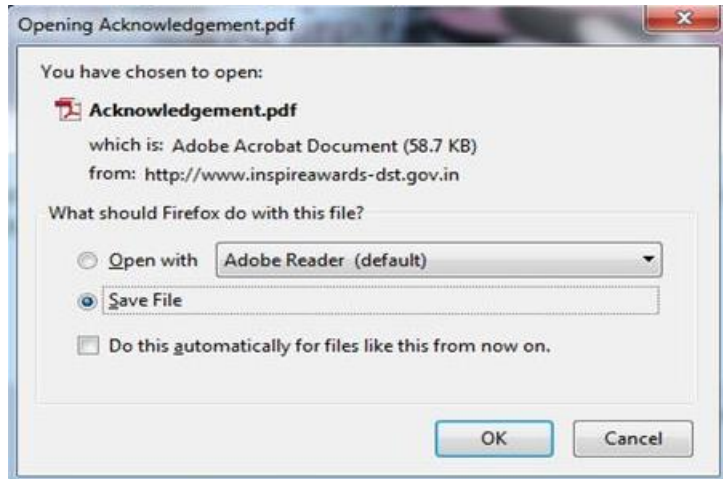 Opening Acknowledgement.pdf
You have chosen to open:
Acknowledgement.pdf
which is: Adobe Acrobat Document (58.7 KB)
from: http://www.inspireawards-dst.gov.in
What should Firefox do with this file?
Open with Adobe Reader (default)
Save File
Do this automatically for files like this from now on.
OK Cancel